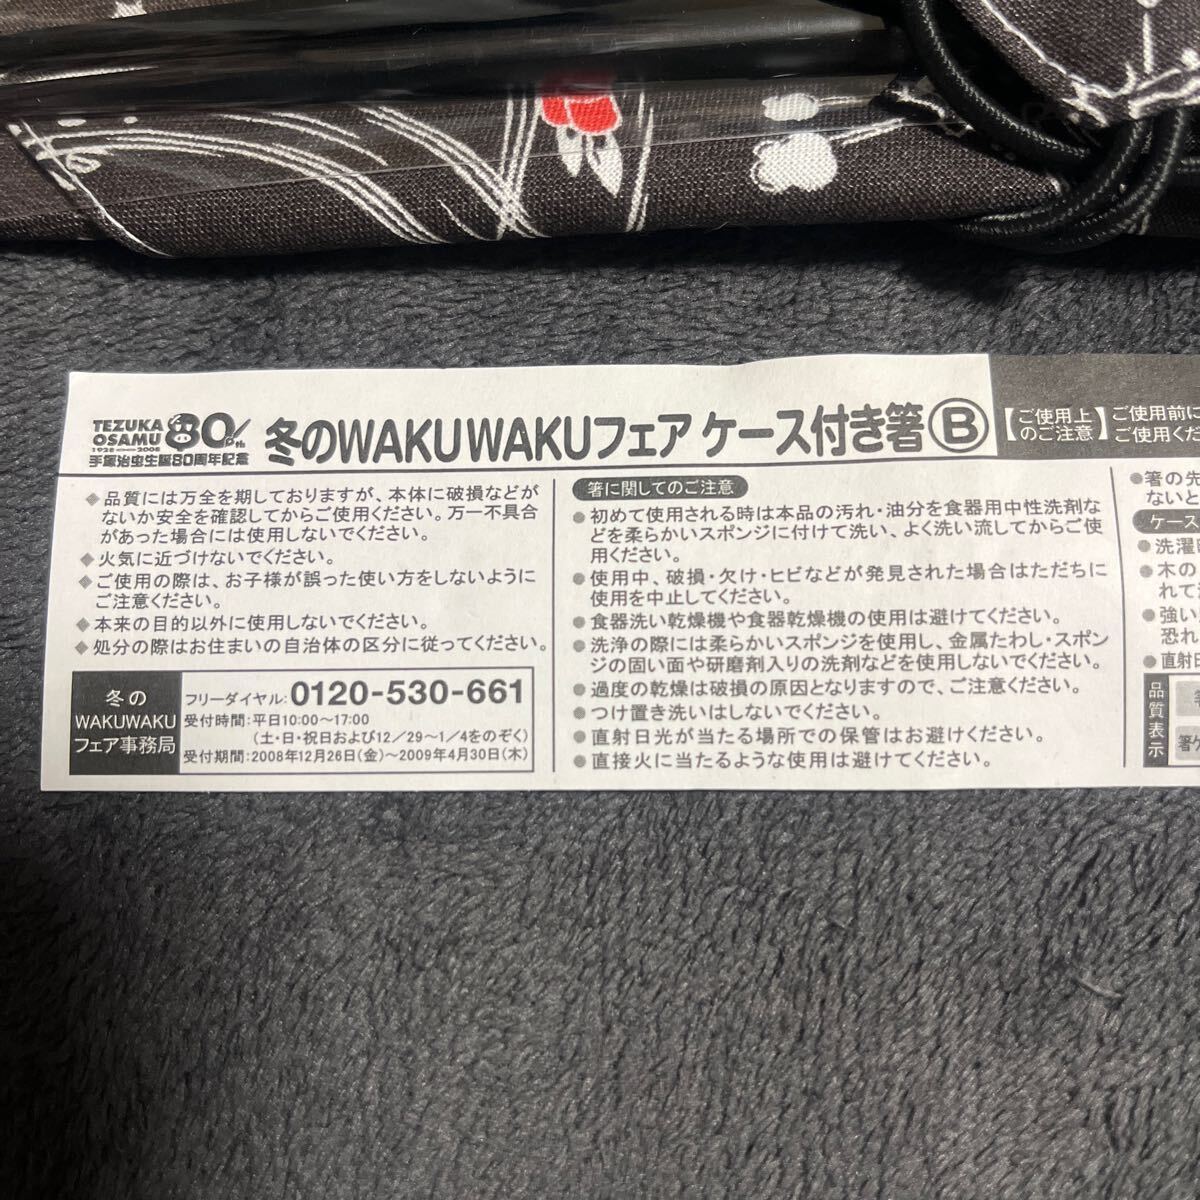 TEZUKA
OSAMU 80th
1928 2008
手塚治虫生誕80周年記念
冬のWAKUWAKUフェア ケース付き箸 B
◆品質には万全を期しておりますが、本体に破損などが
ないか安全を確認してからご使用ください。万一不具合
があった場合には使用しないでください。
◆火気に近づけないでください。
◆ご使用の際は、お子様が誤った使い方をしないように
ご注意ください。
◆本来の目的以外に使用しないでください。
◆処分の際はお住まいの自治体の区分に従ってください。
冬の
WAKUWAKU
フェア事務局
フリーダイヤル:0120-530-661
受付時間:平日10:00〜17:00
(土・日・祝日および12/29〜1/4をのぞく)
受付期間:2008年12月26日(金)〜2009年4月30日(木)
箸に関してのご注意
●初めて使用される時は本品の汚れ・油分を食器用中性洗剤な
どを柔らかいスポンジに付けて洗い、よく洗い流してからご使
用ください。
●使用中、破損・欠け・ヒビなどが発見された場合はただちに
使用を中止してください。
●食器洗い乾燥機や食器乾燥機の使用は避けてください。
●洗浄の際には柔らかいスポンジを使用し、金属たわし・スポン
ジの固い面や研磨剤入りの洗剤などを使用しないでください。
●過度の乾燥は破損の原因となりますので、ご注意ください。
●つけ置き洗いはしないでください。
●直射日光が当たる場所での保管はお避けください。
●直接火に当たるような使用は避けてください。
【ご使用上
のご注意】
ご使用前に
ご使用くだ
●箸の先
ないと
ケース
●洗濯
●木の
れて
●強い
恐れ
●直射日
品質表示
箸ケ